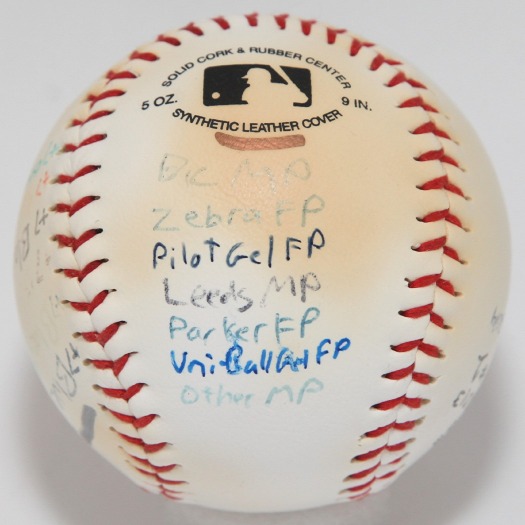 SOLID CORK & RUBBER CENTER
5 OZ. 9 IN.
SYNTHETIC LEATHER COVER
BC MP
Zebra FP
Pilot Gel FP
Leeds MP
Parker FP
Uni-Ball Gel FP
Other MP